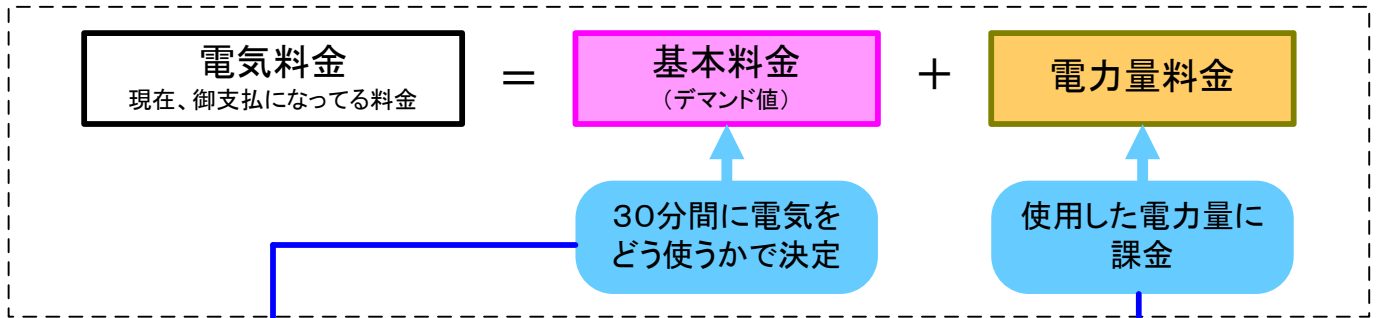 電気料金
現在、御支払になってる料金
＝
基本料金
（デマンド値）
＋
電力量料金
３０分間に電気を
どう使うかで決定
使用した電力量に
課金